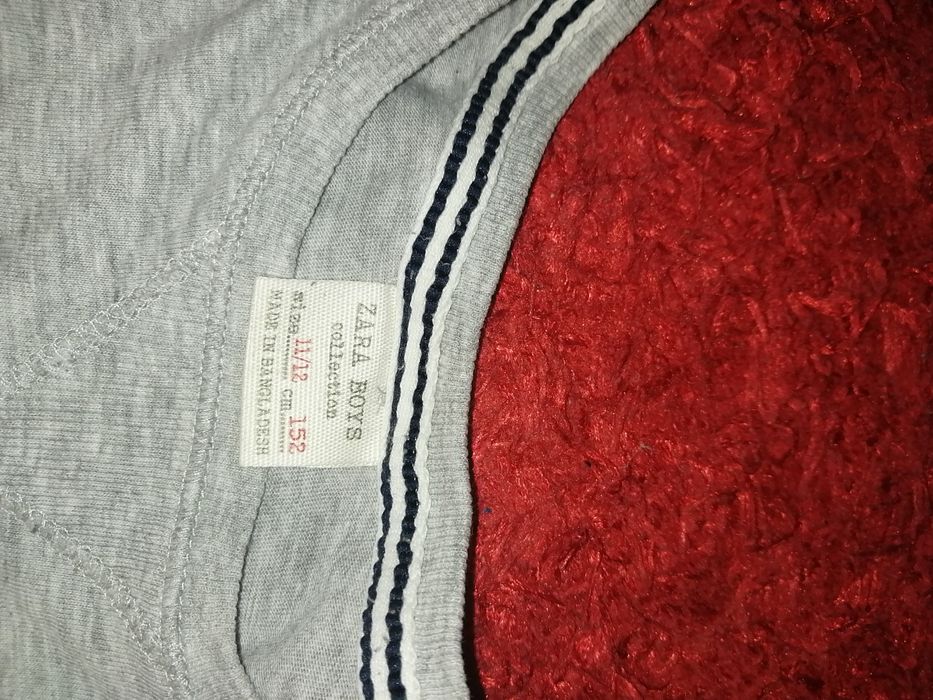 ZARA BOYS
collection
size 11/12 cm 152
MADE IN BANGLADESH